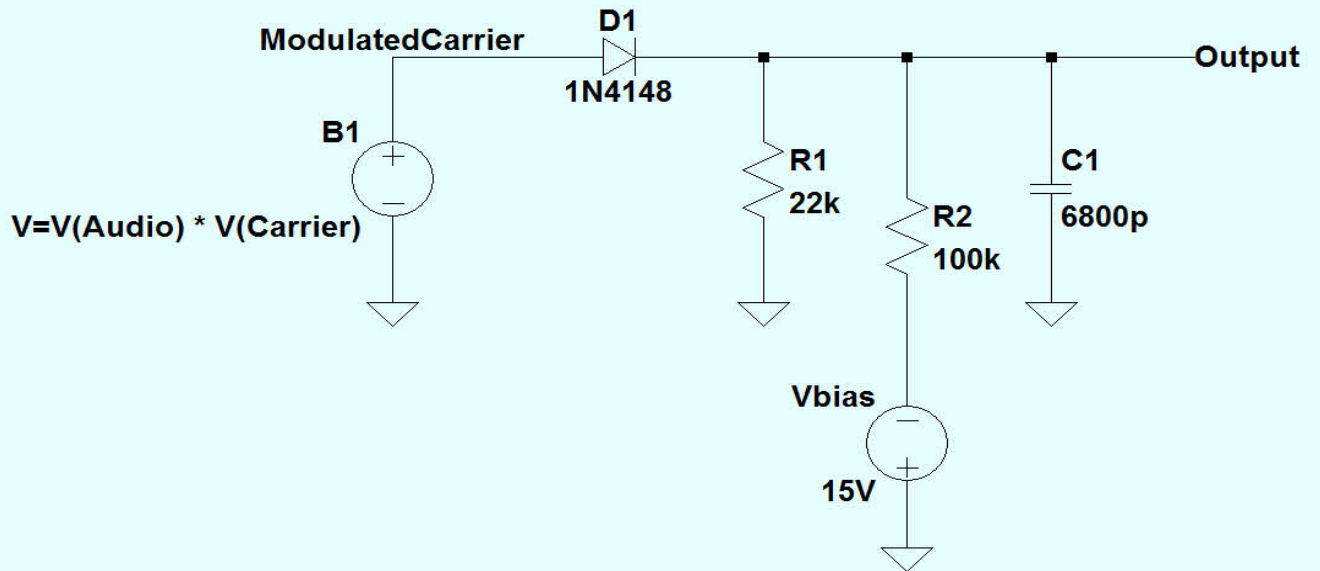 D1
ModulatedCarrier
1N4148
Output
B1
V=V(Audio) * V(Carrier)
R1
22k
R2
100k
C1
6800p
Vbias
15V